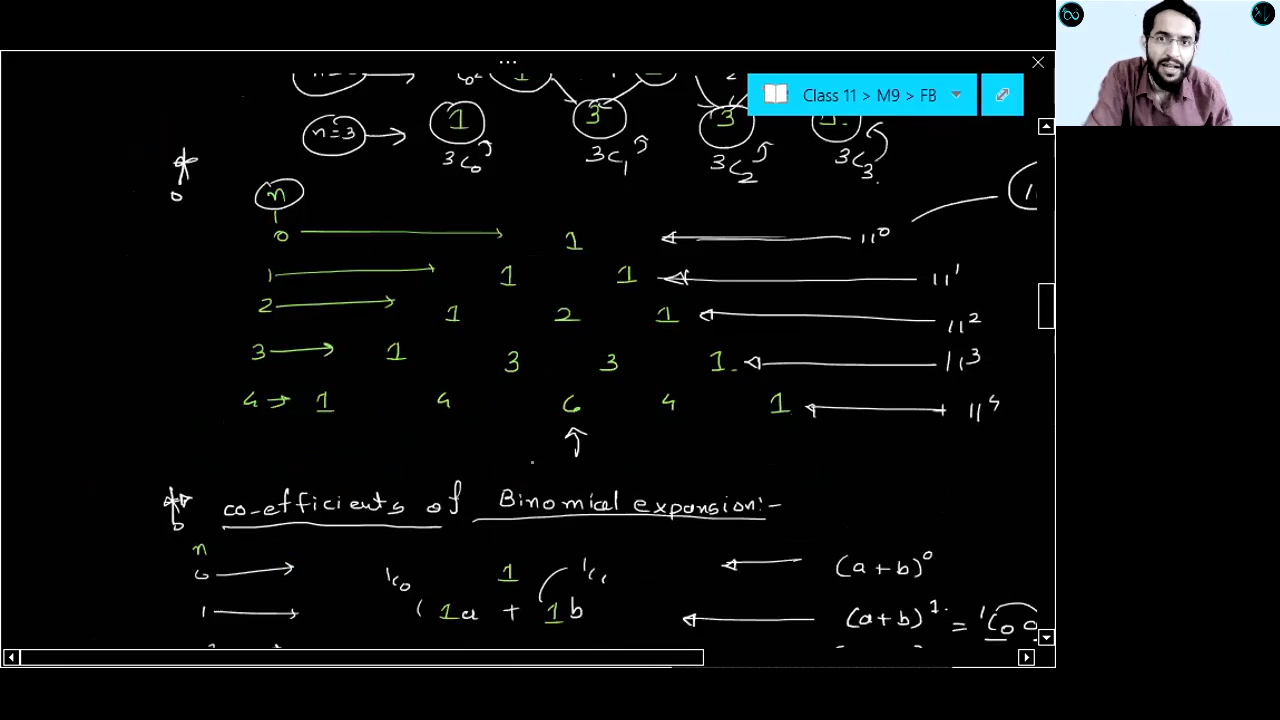 Class 11 > M9 > FB
n=3 → 1 3 3 1
3C₀ 3C₁ 3C₂ 3C₃
n
0 → 1 ← 11⁰
1 → 1 1 ← 11¹
2 → 1 2 1 ← 11²
3 → 1 3 3 1 ← 11³
4 → 1 4 6 4 1 ← 11⁴
co-efficients of Binomical expansion:-
n
0 → 1 ← (a+b)⁰
¹C₀ ¹C₁
1 → (1a + 1b ← (a+b)¹ = ¹C₀